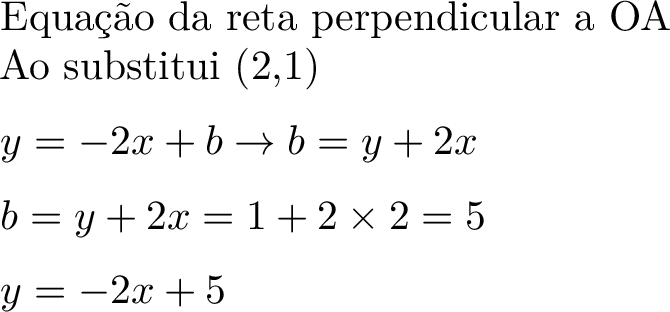 Equação da reta perpendicular a OA
Ao substitui (2,1)
y = −2x + b → b = y + 2x
b = y + 2x = 1 + 2 × 2 = 5
y = −2x + 5